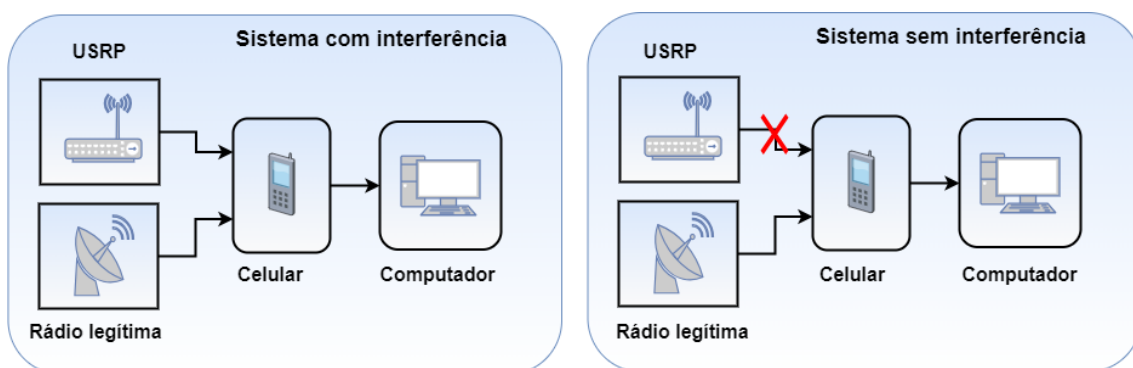 Sistema com interferência
USRP
Celular
Computador
Rádio legítima
Sistema sem interferência
USRP
Celular
Computador
Rádio legítima